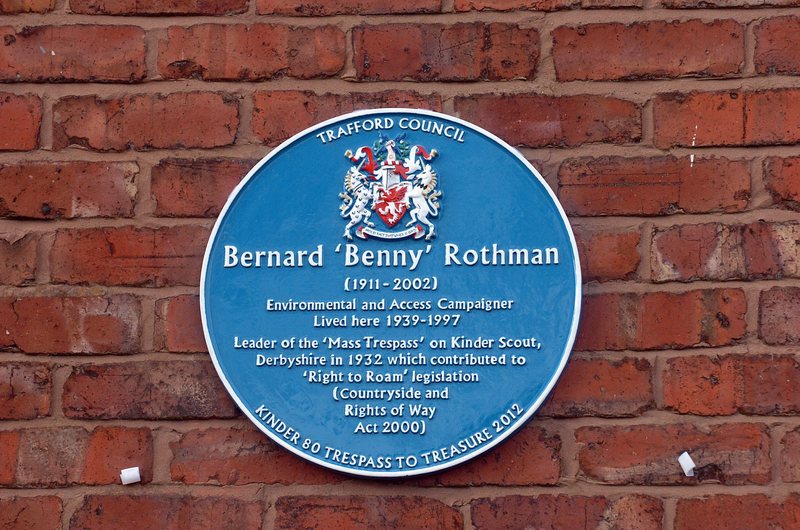 TRAFFORD COUNCIL
Bernard 'Benny' Rothman
(1911-2002)
Environmental and Access Campaigner
Lived here 1939-1997
Leader of the 'Mass Trespass' on Kinder Scout,
Derbyshire in 1932 which contributed to
'Right to Roam' legislation
(Countryside and
Rights of Way
Act 2000)
KINDER 80 TRESPASS TO TREASURE 2012